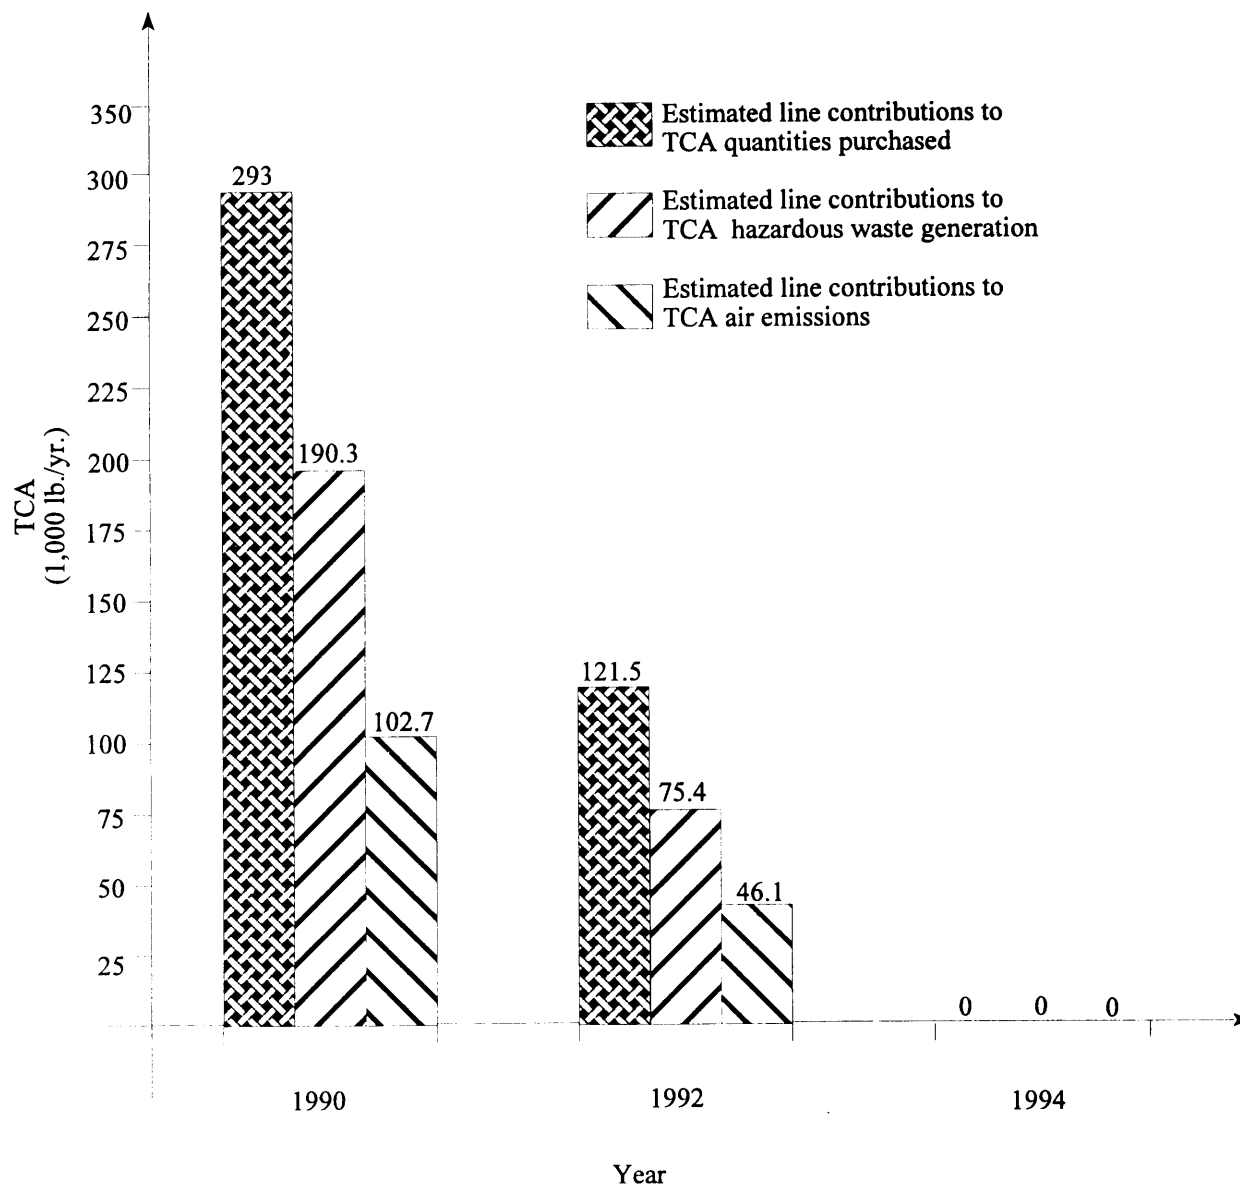 350
300
275
250
225
200
175
150
125
100
75
50
25
TCA
(1,000 lb./yr.)
Estimated line contributions to
TCA quantities purchased
Estimated line contributions to
TCA hazardous waste generation
Estimated line contributions to
TCA air emissions
293
190.3
102.7
121.5
75.4
46.1
0
0
0
1990
1992
1994
Year